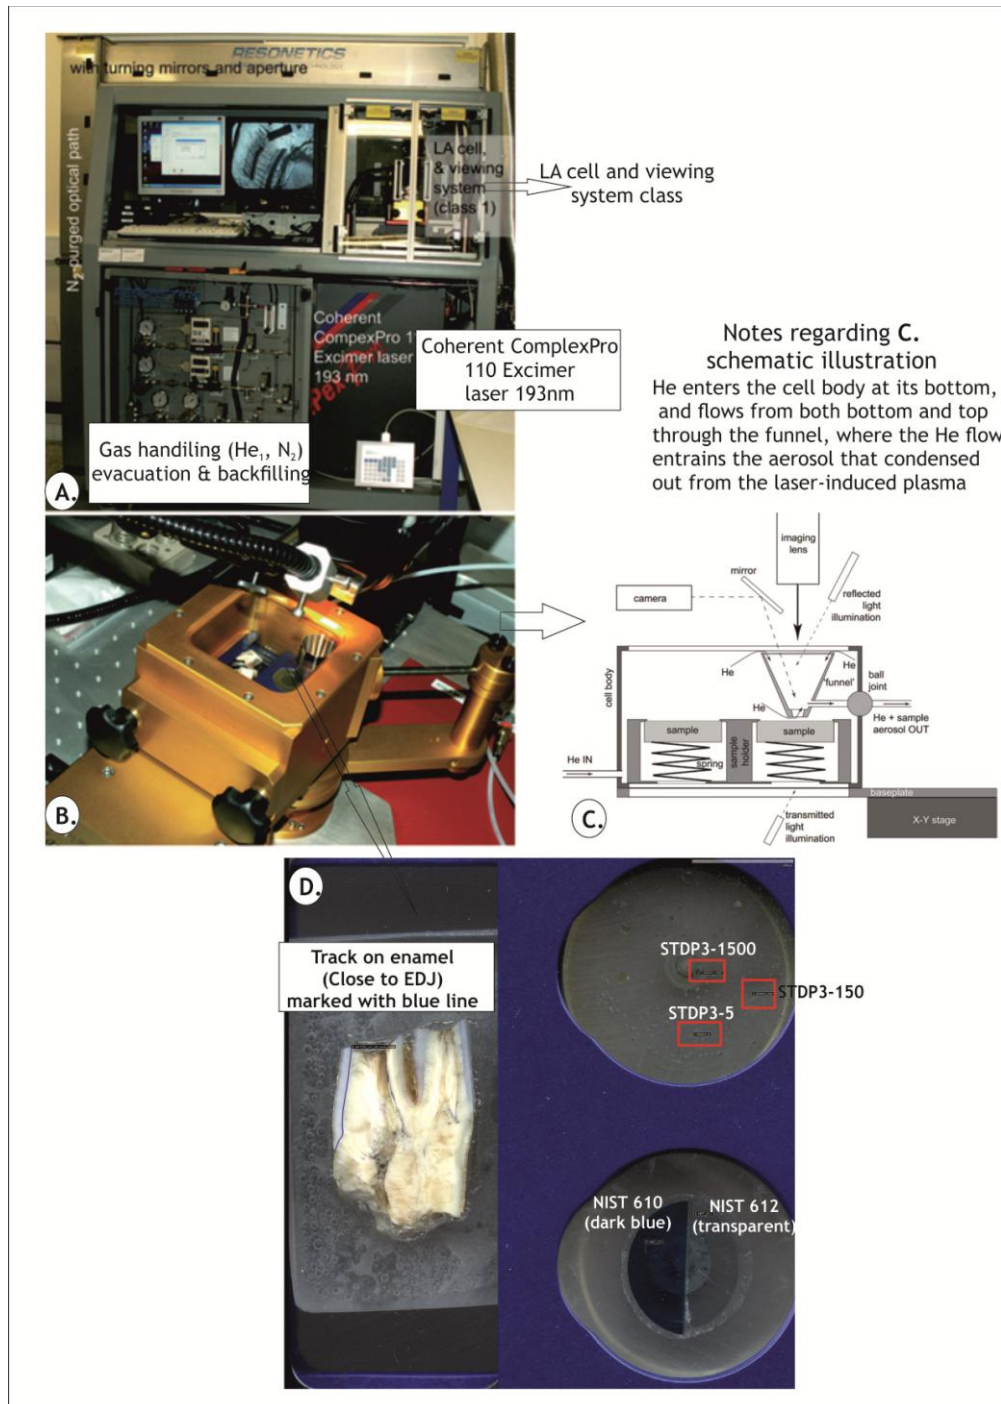 RESONETICS
with turning mirrors and aperture
N2 purged optical path
LA cell,
& viewing
system
(class 1)
LA cell and viewing
system class
Coherent
CompexPro 1
Excimer laser
193 nm
Coherent ComplexPro
110 Excimer
laser 193nm
Gas handiling (He1, N2)
evacuation & backfilling
A.
Notes regarding C.
schematic illustration
He enters the cell body at its bottom,
and flows from both bottom and top
through the funnel, where the He flow
entrains the aerosol that condensed
out from the laser-induced plasma
B.
imaging
lens
mirror
camera
reflected
light
illumination
cell body
He
He
'funnel'
ball
joint
He
He + sample
aerosol OUT
sample
sample
sample
holder
spring
He IN
baseplate
X-Y stage
transmitted
light
illumination
C.
D.
Track on enamel
(Close to EDJ)
marked with blue line
STDP3-1500
STDP3-150
STDP3-5
NIST 610
(dark blue)
NIST 612
(transparent)